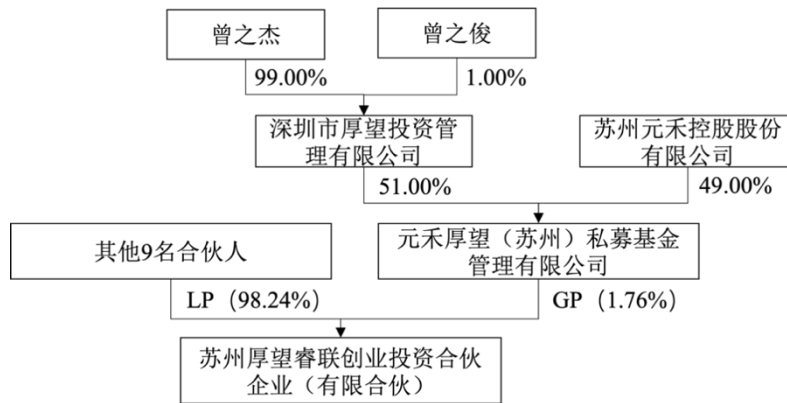 曾之杰
曾之俊
99.00%
1.00%
深圳市厚望投资管
理有限公司
苏州元禾控股股份
有限公司
51.00%
49.00%
其他9名合伙人
元禾厚望（苏州）私募基金
管理有限公司
LP（98.24%）
GP（1.76%）
苏州厚望睿联创业投资合伙
企业（有限合伙）